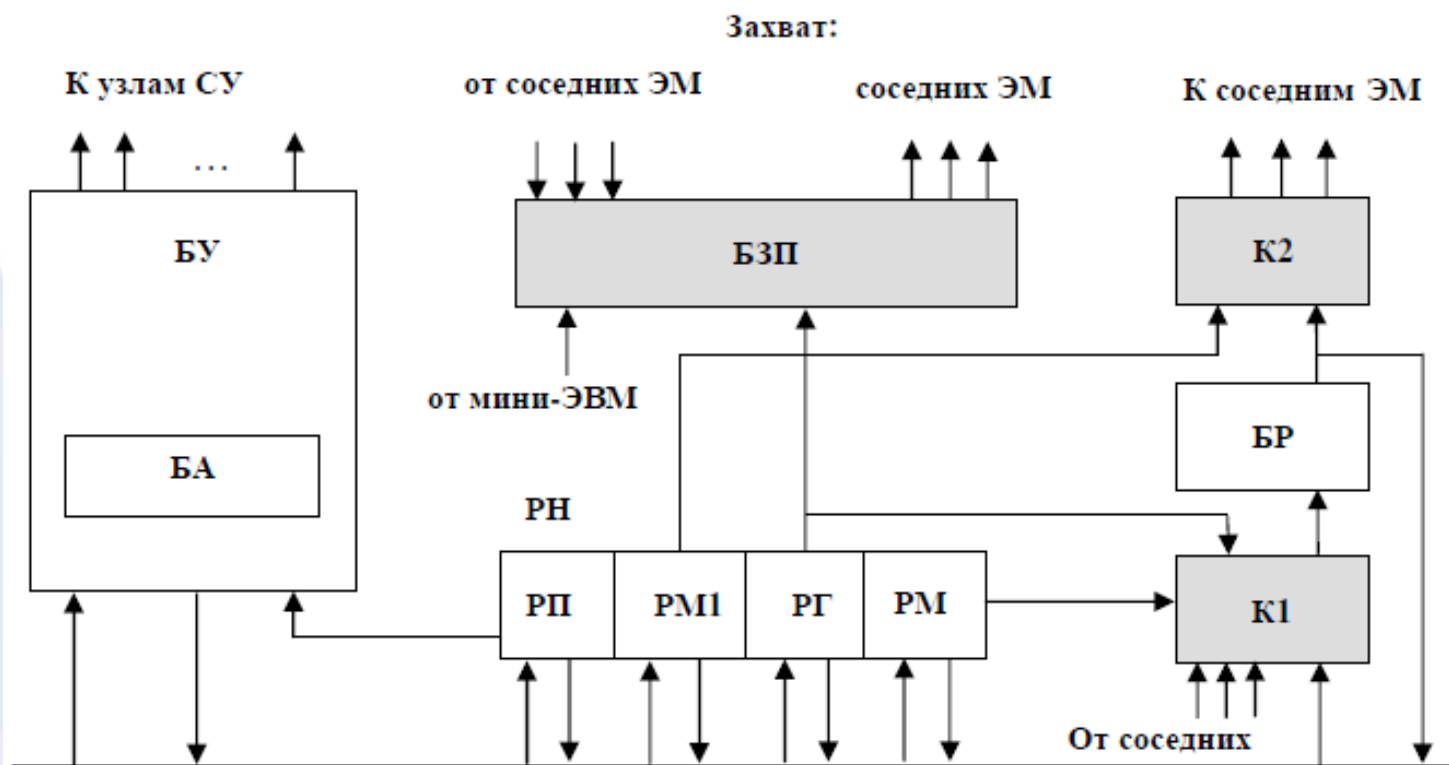 Захват:
К узлам СУ
от соседних ЭМ
соседних ЭМ
К соседним ЭМ
...
БУ
БЗП
К2
от мини-ЭВМ
БР
БА
РН
РП
РМ1
РГ
РМ
К1
От соседних